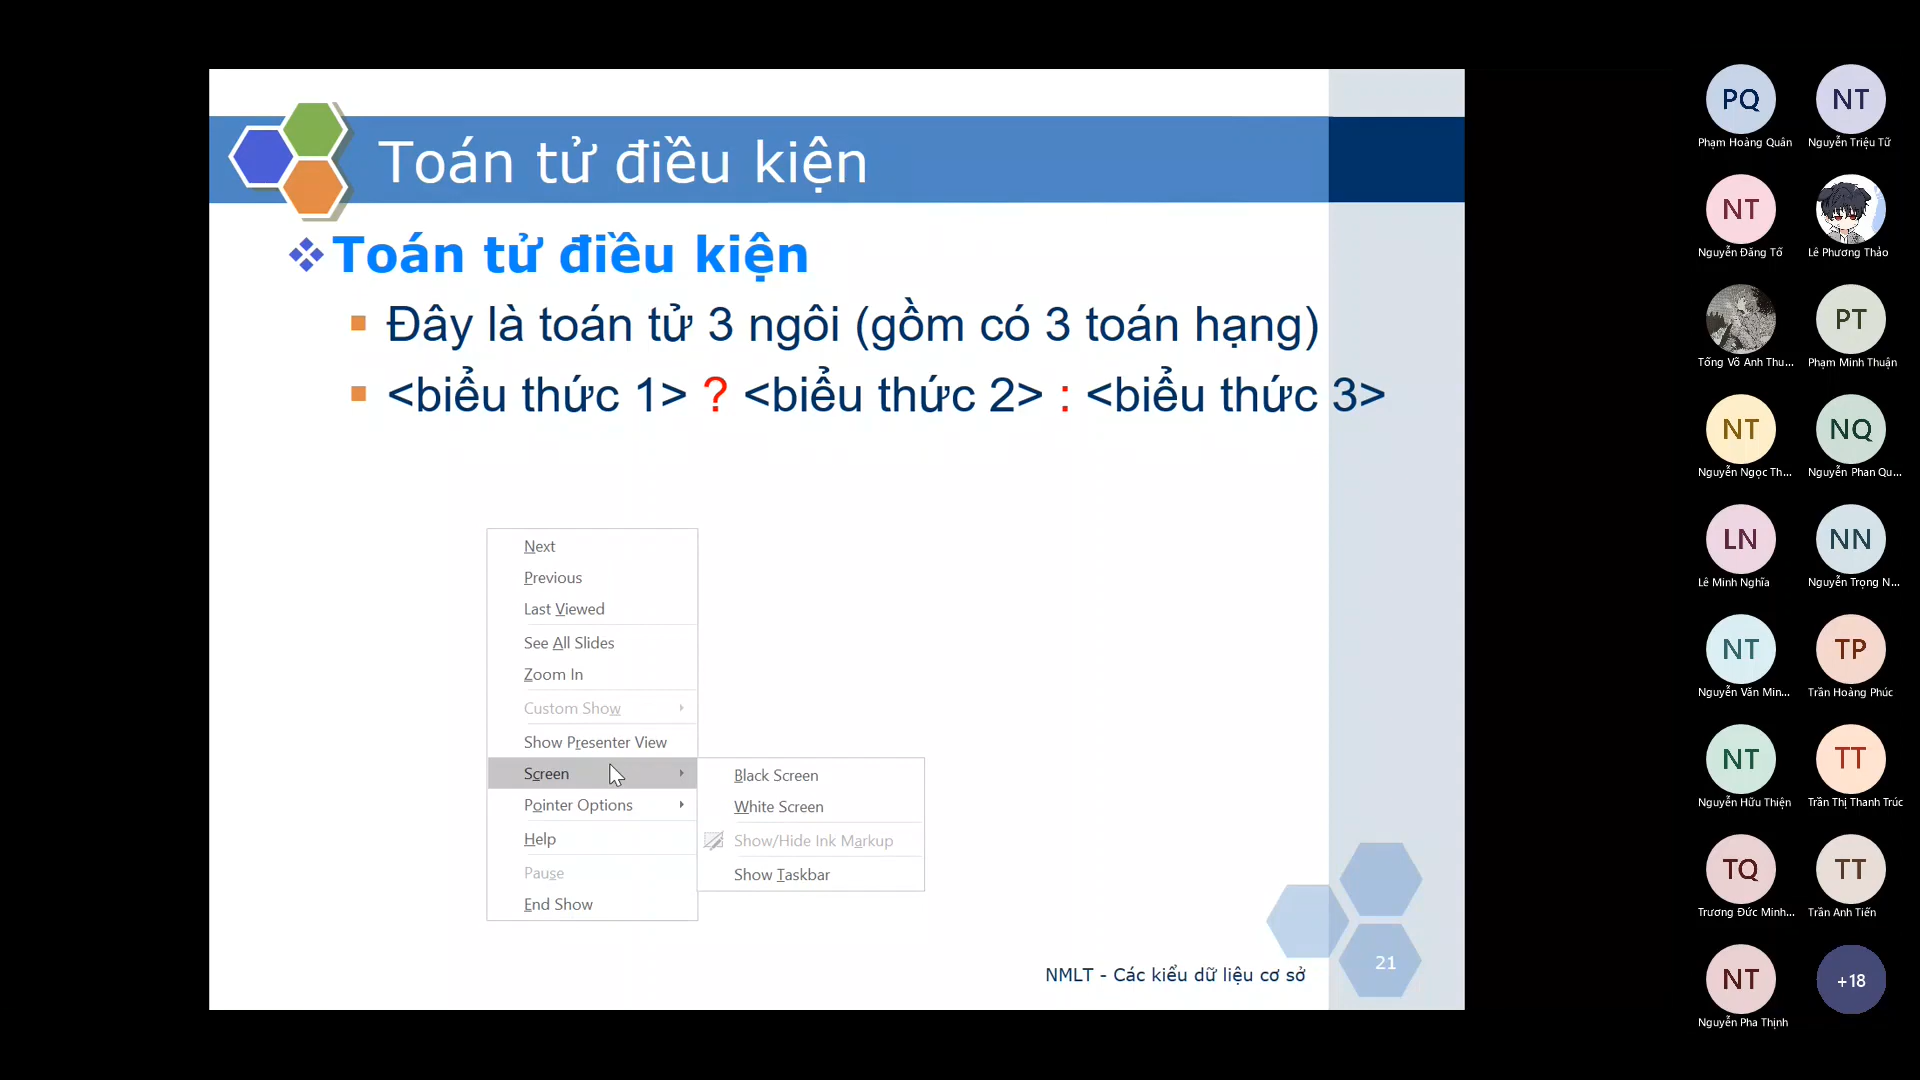 Toán tử điều kiện
Toán tử điều kiện
Đây là toán tử 3 ngôi (gồm có 3 toán hạng)
<biểu thức 1> ? <biểu thức 2> : <biểu thức 3>
Next
Previous
Last Viewed
See All Slides
Zoom In
Custom Show
Show Presenter View
Screen
Pointer Options
Help
Pause
End Show
Black Screen
White Screen
Show/Hide Ink Markup
Show Taskbar
NMLT - Các kiểu dữ liệu cơ sở
21
PQ
Phạm Hoàng Quân
NT
Nguyễn Triệu Tữ
NT
Nguyễn Đăng Tố
Lê Phương Thảo
Tống Võ Anh Thu...
PT
Phạm Minh Thuận
NT
Nguyễn Ngọc Th...
NQ
Nguyễn Phan Qu...
LN
Lê Minh Nghĩa
NN
Nguyễn Trọng N...
NT
Nguyễn Văn Min...
TP
Trần Hoàng Phúc
NT
Nguyễn Hữu Thiện
TT
Trần Thị Thanh Trúc
TQ
Trương Đức Minh...
TT
Trần Anh Tiến
NT
Nguyễn Pha Thịnh
+18